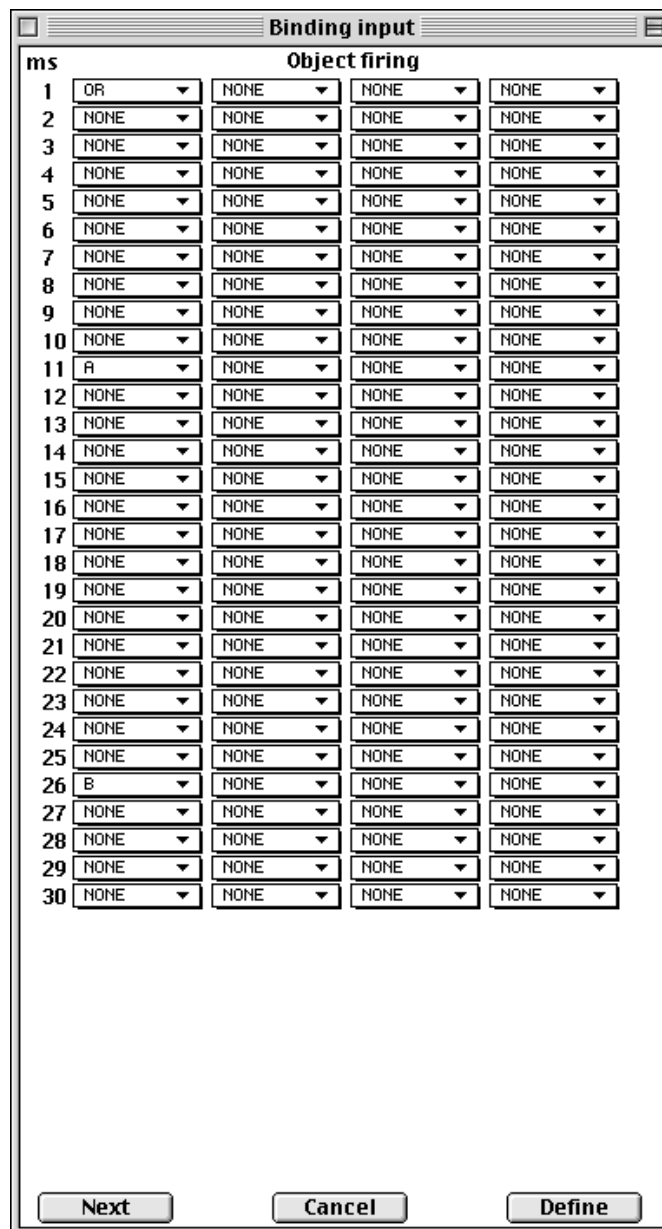 Binding input
ms Object firing
1 OR NONE NONE NONE
2 NONE NONE NONE NONE
3 NONE NONE NONE NONE
4 NONE NONE NONE NONE
5 NONE NONE NONE NONE
6 NONE NONE NONE NONE
7 NONE NONE NONE NONE
8 NONE NONE NONE NONE
9 NONE NONE NONE NONE
10 NONE NONE NONE NONE
11 A NONE NONE NONE
12 NONE NONE NONE NONE
13 NONE NONE NONE NONE
14 NONE NONE NONE NONE
15 NONE NONE NONE NONE
16 NONE NONE NONE NONE
17 NONE NONE NONE NONE
18 NONE NONE NONE NONE
19 NONE NONE NONE NONE
20 NONE NONE NONE NONE
21 NONE NONE NONE NONE
22 NONE NONE NONE NONE
23 NONE NONE NONE NONE
24 NONE NONE NONE NONE
25 NONE NONE NONE NONE
26 B NONE NONE NONE
27 NONE NONE NONE NONE
28 NONE NONE NONE NONE
29 NONE NONE NONE NONE
30 NONE NONE NONE NONE
Next Cancel Define